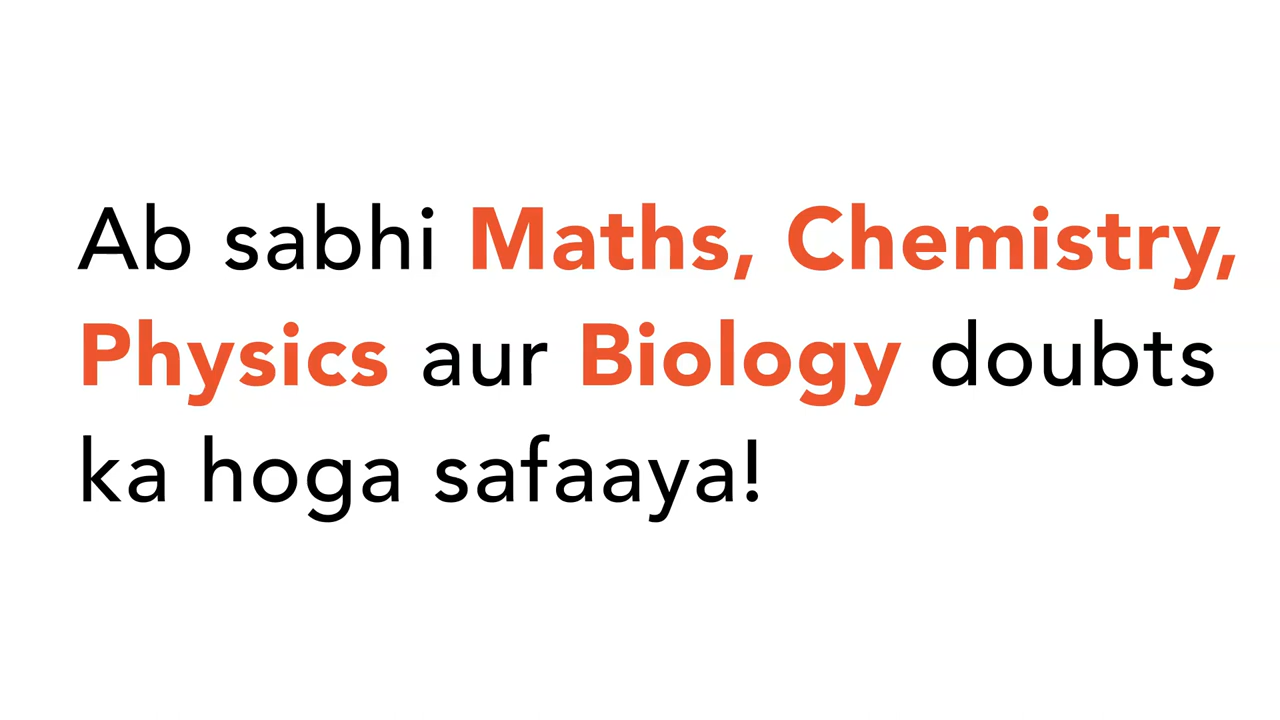 Ab sabhi Maths, Chemistry,
Physics aur Biology doubts
ka hoga safaaya!